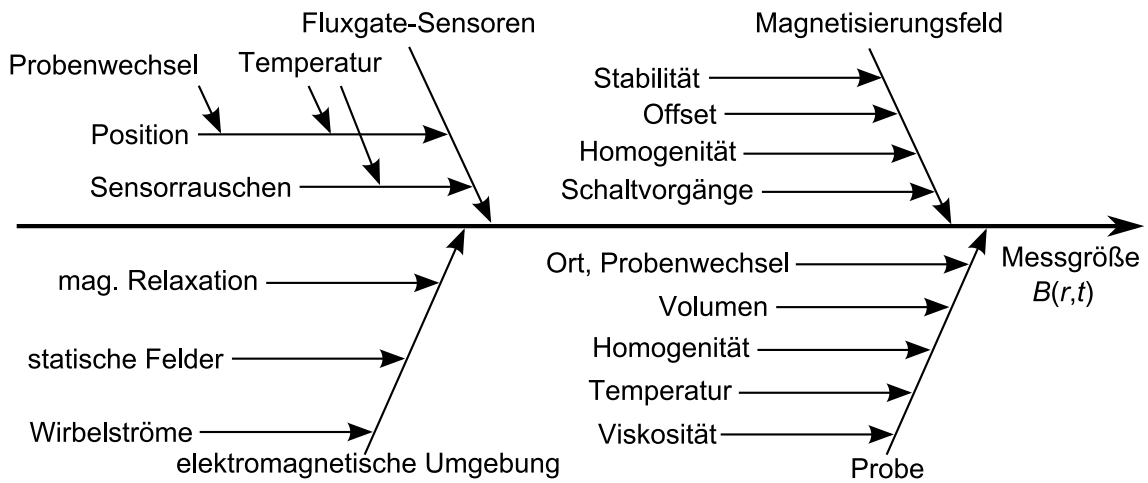 Fluxgate-Sensoren
Probenwechsel
Temperatur
Position
Sensorrauschen
Magnetisierungsfeld
Stabilität
Offset
Homogenität
Schaltvorgänge
mag. Relaxation
statische Felder
Wirbelströme
elektromagnetische Umgebung
Ort, Probenwechsel
Volumen
Homogenität
Temperatur
Viskosität
Probe
Messgröße
B(r,t)